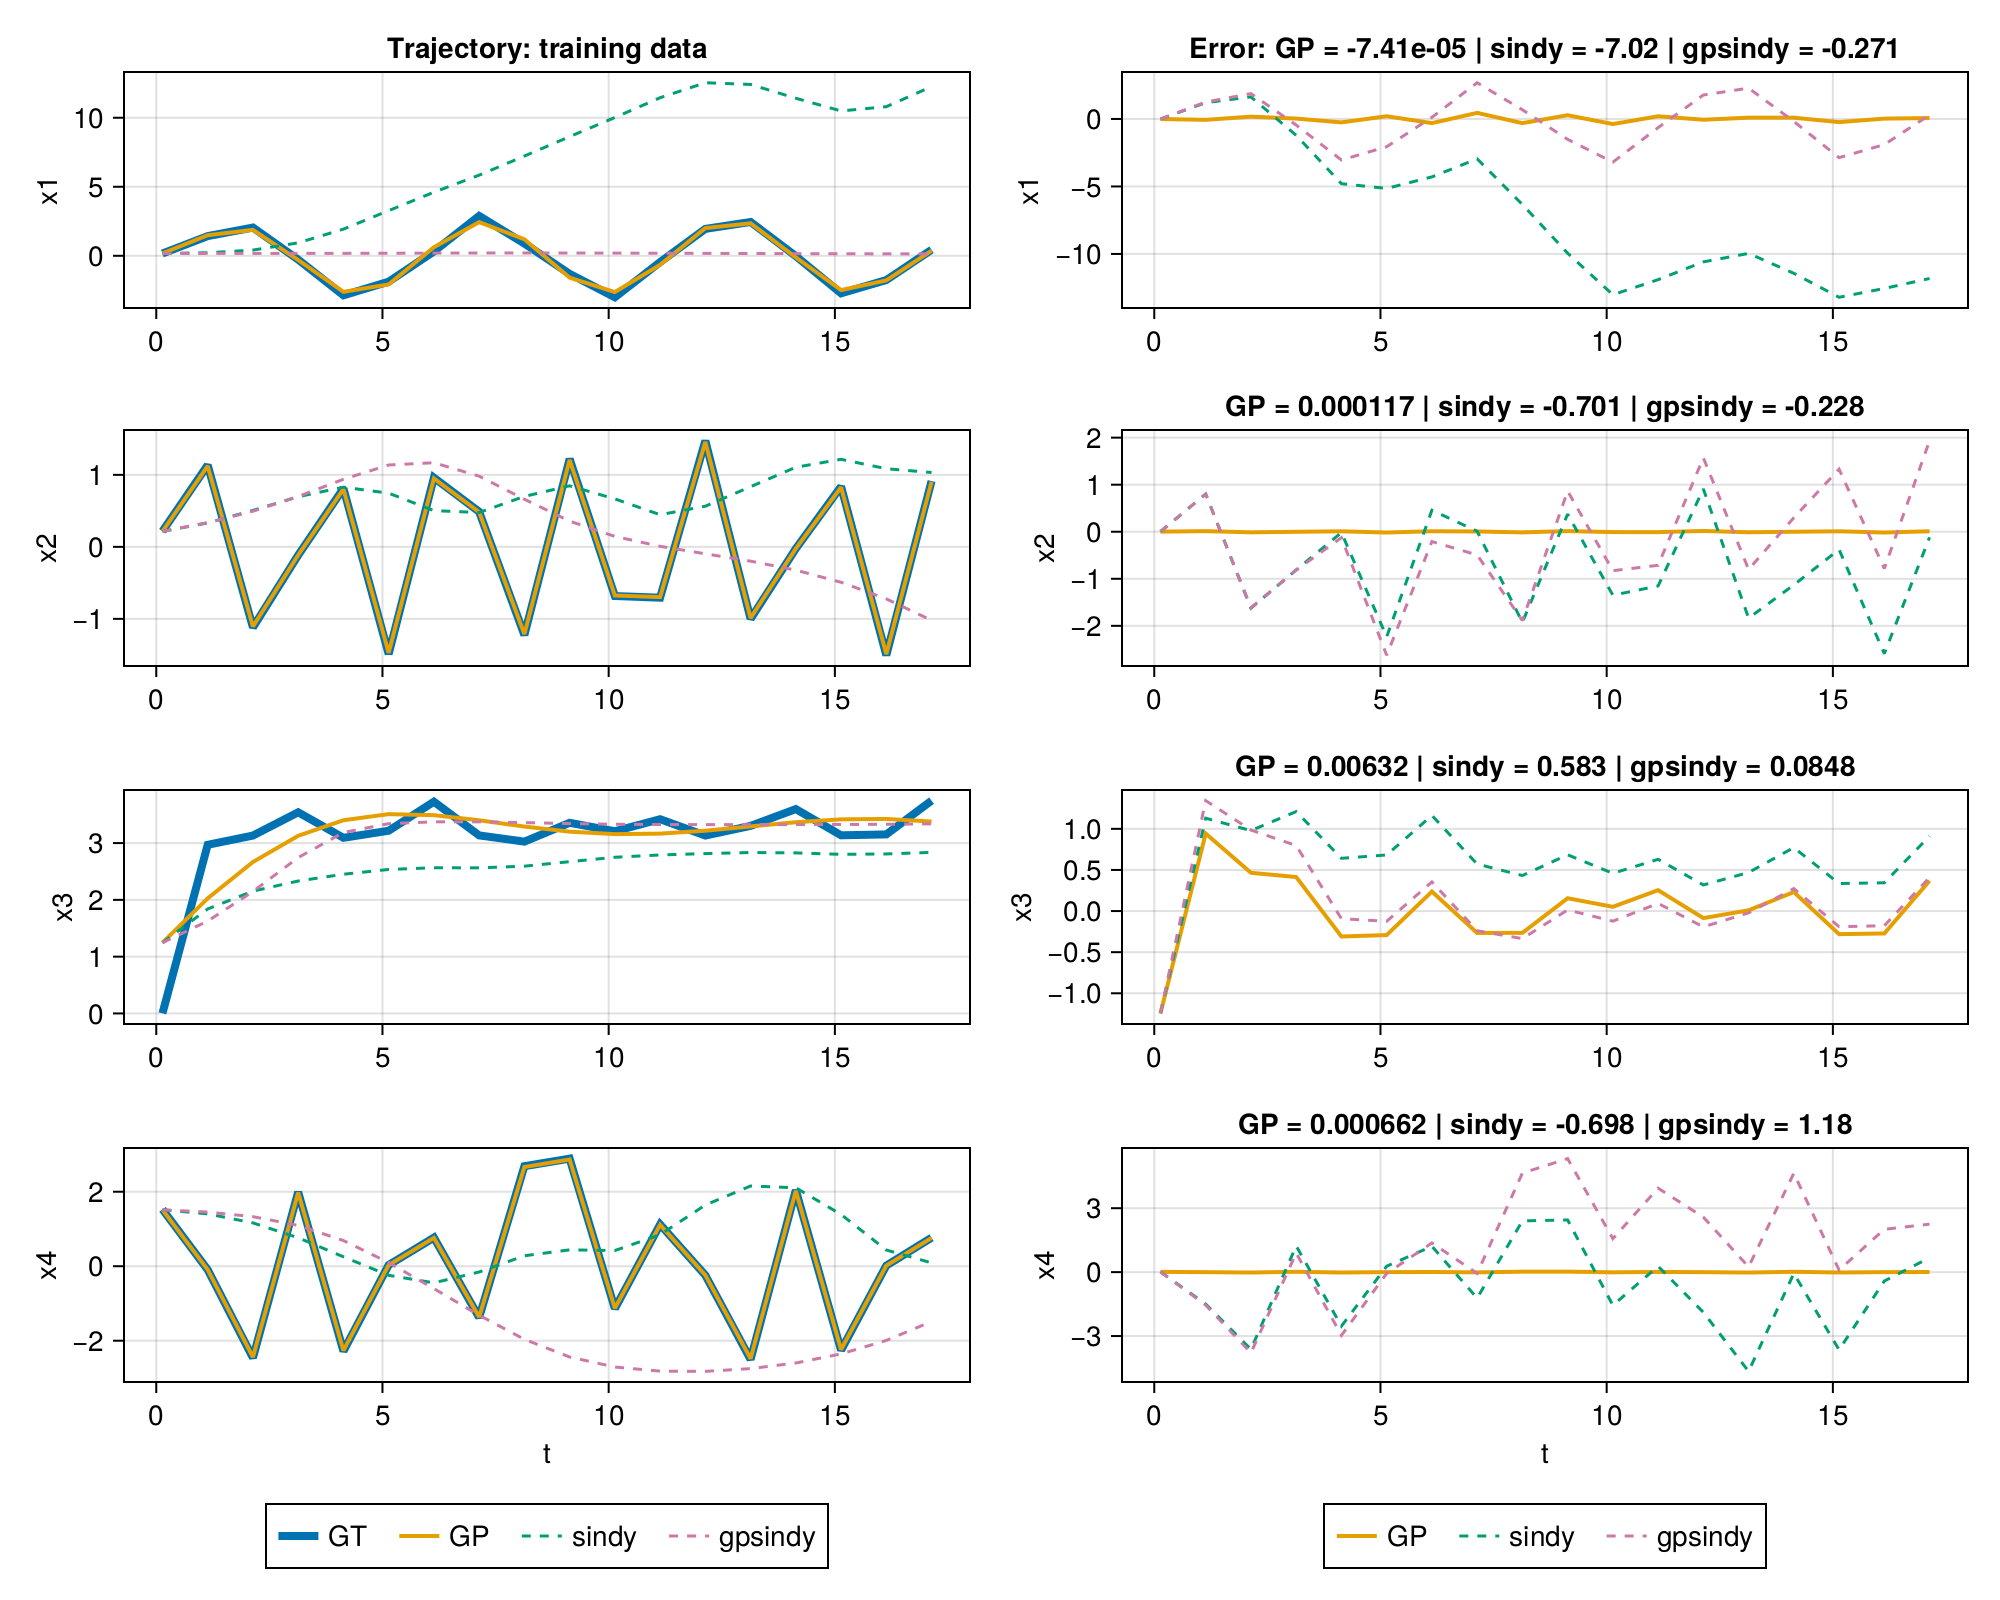 Trajectory: training data
x1
10
5
0
0 5 10 15
Error: GP = -7.41e-05 | sindy = -7.02 | gpsindy = -0.271
x1
0
−5
−10
0 5 10 15
x2
1
0
−1
0 5 10 15
GP = 0.000117 | sindy = -0.701 | gpsindy = -0.228
x2
2
1
0
−1
−2
0 5 10 15
x3
3
2
1
0
0 5 10 15
GP = 0.00632 | sindy = 0.583 | gpsindy = 0.0848
x3
1.0
0.5
0.0
−0.5
−1.0
0 5 10 15
x4
2
0
−2
0 5 10 15
t
GP = 0.000662 | sindy = -0.698 | gpsindy = 1.18
x4
3
0
−3
0 5 10 15
t
GT GP sindy gpsindy
GP sindy gpsindy